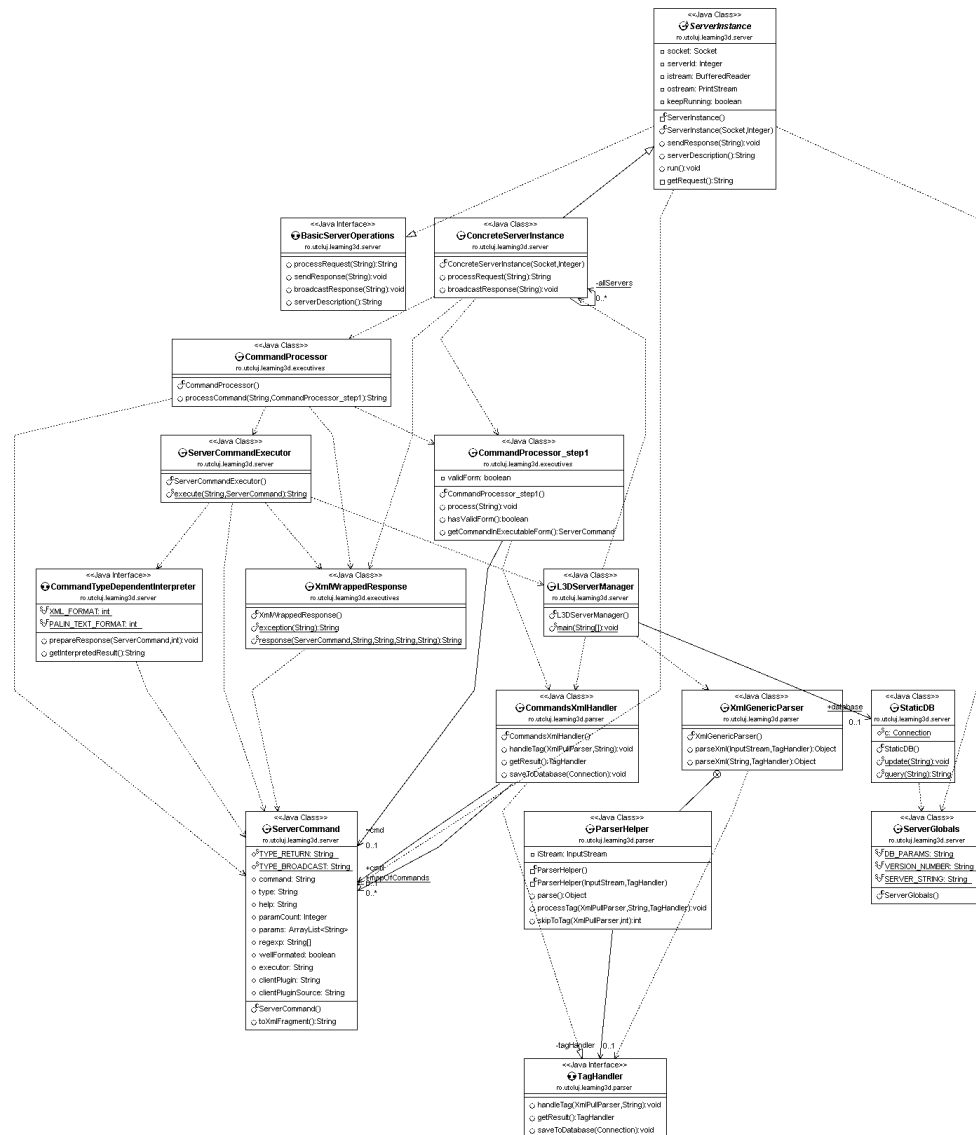 <<Java Class>>
ServerInstance
ro.utcluj.learning3d.server
socket: Socket
serverId: Integer
istream: BufferedReader
ostream: PrintStream
keepRunning: boolean
ServerInstance()
ServerInstance(Socket,Integer)
sendResponse(String):void
serverDescription():String
run():void
getRequest():String
<<Java Interface>>
BasicServerOperations
ro.utcluj.learning3d.server
processRequest(String):String
sendResponse(String):void
broadcastResponse(String):void
serverDescription():String
<<Java Class>>
ConcreteServerInstance
ro.utcluj.learning3d.server
ConcreteServerInstance(Socket,Integer)
processRequest(String):String
broadcastResponse(String):void
-allServers
0..*
<<Java Class>>
CommandProcessor
ro.utcluj.learning3d.executives
CommandProcessor()
processCommand(String,CommandProcessor_step1):String
<<Java Class>>
ServerCommandExecutor
ro.utcluj.learning3d.server
ServerCommandExecutor()
execute(String,ServerCommand):String
<<Java Class>>
CommandProcessor_step1
ro.utcluj.learning3d.executives
validForm: boolean
CommandProcessor_step1()
process(String):void
hasValidForm():boolean
getCommandInExecutableForm():ServerCommand
<<Java Interface>>
CommandTypeDependentInterpreter
ro.utcluj.learning3d.server
XML_FORMAT: int
PALIN_TEXT_FORMAT: int
prepareResponse(ServerCommand,int):void
getInterpretedResult():String
<<Java Class>>
XmlWrappedResponse
ro.utcluj.learning3d.executives
XmlWrappedResponse()
exception(String):String
response(ServerCommand,String,String,String,String):String
<<Java Class>>
L3DServerManager
ro.utcluj.learning3d.server
L3DServerManager()
main(String[]):void
<<Java Class>>
CommandsXmlHandler
ro.utcluj.learning3d.parser
CommandsXmlHandler()
handleTag(XmlPullParser,String):void
getResult():TagHandler
saveToDatabase(Connection):void
<<Java Class>>
XmlGenericParser
ro.utcluj.learning3d.parser
XmlGenericParser()
parseXml(InputStream,TagHandler):Object
parseXml(String,TagHandler):Object
+database
0..1
<<Java Class>>
StaticDB
ro.utcluj.learning3d.server
c: Connection
StaticDB()
update(String):void
query(String):String
<<Java Class>>
ServerCommand
ro.utcluj.learning3d.server
TYPE_RETURN: String
TYPE_BROADCAST: String
command: String
type: String
help: String
paramCount: Integer
params: ArrayList<String>
regexp: String[]
wellFormated: boolean
executor: String
clientPlugin: String
clientPluginSource: String
ServerCommand()
toXmlFragment():String
-cmd
0..1
+cmd
+mapOfCommands
0..1
0..*
<<Java Class>>
ParserHelper
ro.utcluj.learning3d.parser
iStream: InputStream
ParserHelper()
ParserHelper(InputStream,TagHandler)
parse():Object
processTag(XmlPullParser,String,TagHandler):void
skipToTag(XmlPullParser,int):int
<<Java Class>>
ServerGlobals
ro.utcluj.learning3d.server
DB_PARAMS: String
VERSION_NUMBER: String
SERVER_STRING: String
ServerGlobals()
-tagHandler
0..1
<<Java Interface>>
TagHandler
ro.utcluj.learning3d.parser
handleTag(XmlPullParser,String):void
getResult():TagHandler
saveToDatabase(Connection):void